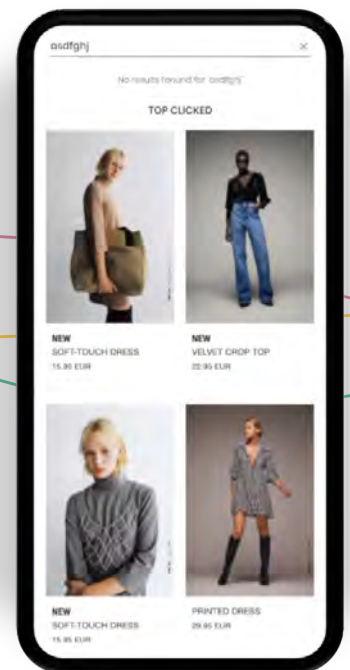 asdfghj ×
No results fonund for 'asdfghj'
TOP CLICKED
NEW
SOFT-TOUCH DRESS
15.95 EUR
NEW
VELVET CROP TOP
22.95 EUR
NEW
SOFT-TOUCH DRESS
15.95 EUR
PRINTED DRESS
29.95 EUR